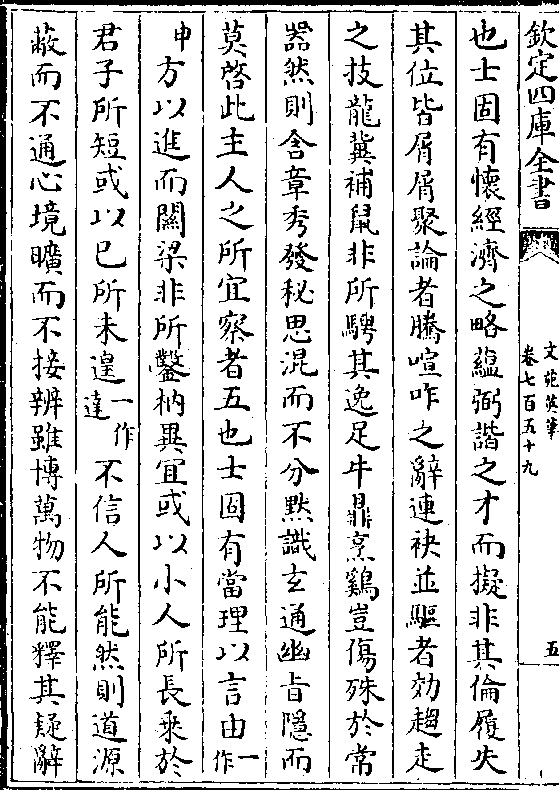 欽定四庫全書
文苑英華
卷七百五十九
五
也士固有懷經濟之略蘊弼諧之才而擬非其倫履失
其位皆屑屑聚論者騰喧咋之辭連袂並驅者効趨走
之技龍驥補鼠非所騁其逸足牛鼎烹雞豈傷殊於常
器然則含章秀發秘思混而不分黙識玄通幽旨隱而
莫啓此主人之所宜察者五也士固有當理以言由一作
申方以進而關梁非所鑿枘異宜或以小人所長乗於
君子所短或以已所未遑一作達不信人所能然則道源
蔽而不通心境曠而不接辨雖博萬物不能釋其疑辭